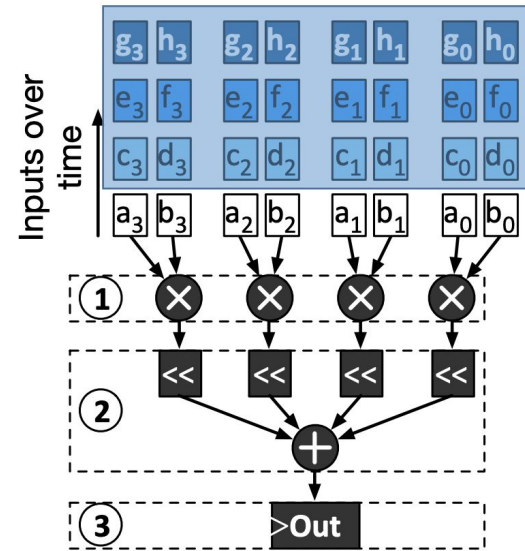 g₃ h₃ g₂ h₂ g₁ h₁ g₀ h₀
e₃ f₃ e₂ f₂ e₁ f₁ e₀ f₀
c₃ d₃ c₂ d₂ c₁ d₁ c₀ d₀
a₃ b₃ a₂ b₂ a₁ b₁ a₀ b₀
Inputs over
time
① × × × ×
<< << << <<
②
+
③ >Out